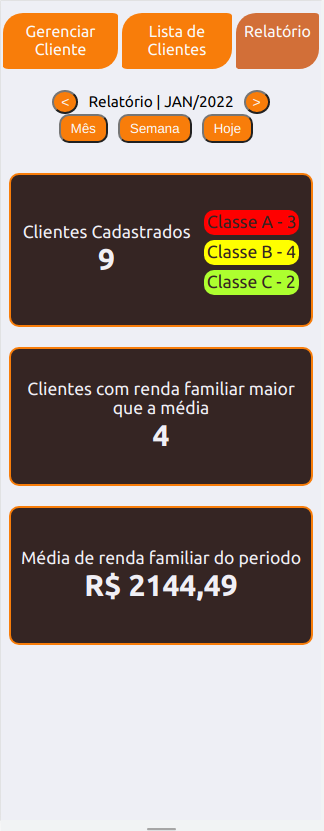 Gerenciar
Cliente
Lista de
Clientes
Relatório
< Relatório | JAN/2022 >
Mês Semana Hoje
Clientes Cadastrados
9
Classe A - 3
Classe B - 4
Classe C - 2
Clientes com renda familiar maior
que a média
4
Média de renda familiar do periodo
R$ 2144,49